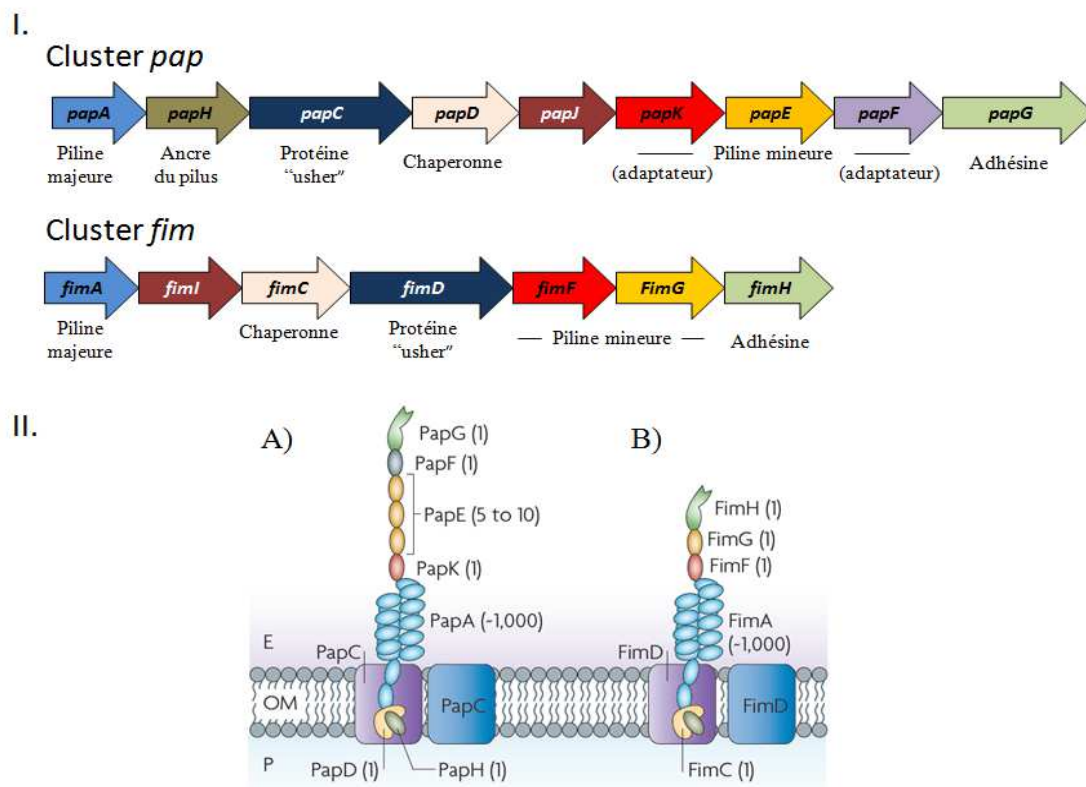 I.
Cluster pap
papA papH papC papD papJ papK papE papF papG
Piline majeure
Ancre du pilus
Protéine "usher"
Chaperonne
(adaptateur)
Piline mineure
(adaptateur)
Adhésine
Cluster fim
fimA fimI fimC fimD fimF FimG fimH
Piline majeure
Chaperonne
Protéine "usher"
Piline mineure
Adhésine
II.
A)
B)
PapG (1)
PapF (1)
PapE (5 to 10)
PapK (1)
PapA (~1,000)
E
PapC
OM
PapC
P
PapD (1)
PapH (1)
FimH (1)
FimG (1)
FimF (1)
FimA
(~1,000)
FimD
FimD
FimC (1)